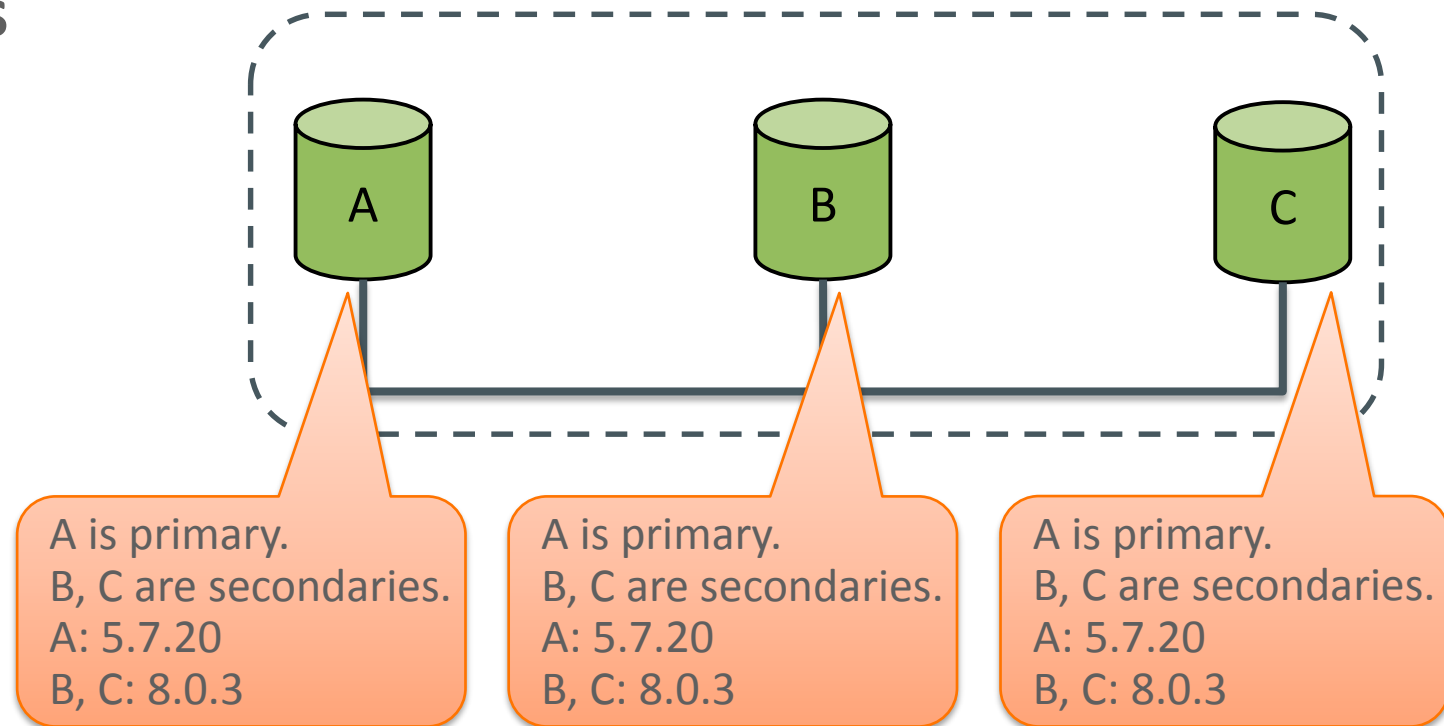 s
A
B
C
A is primary.
B, C are secondaries.
A: 5.7.20
B, C: 8.0.3
A is primary.
B, C are secondaries.
A: 5.7.20
B, C: 8.0.3
A is primary.
B, C are secondaries.
A: 5.7.20
B, C: 8.0.3